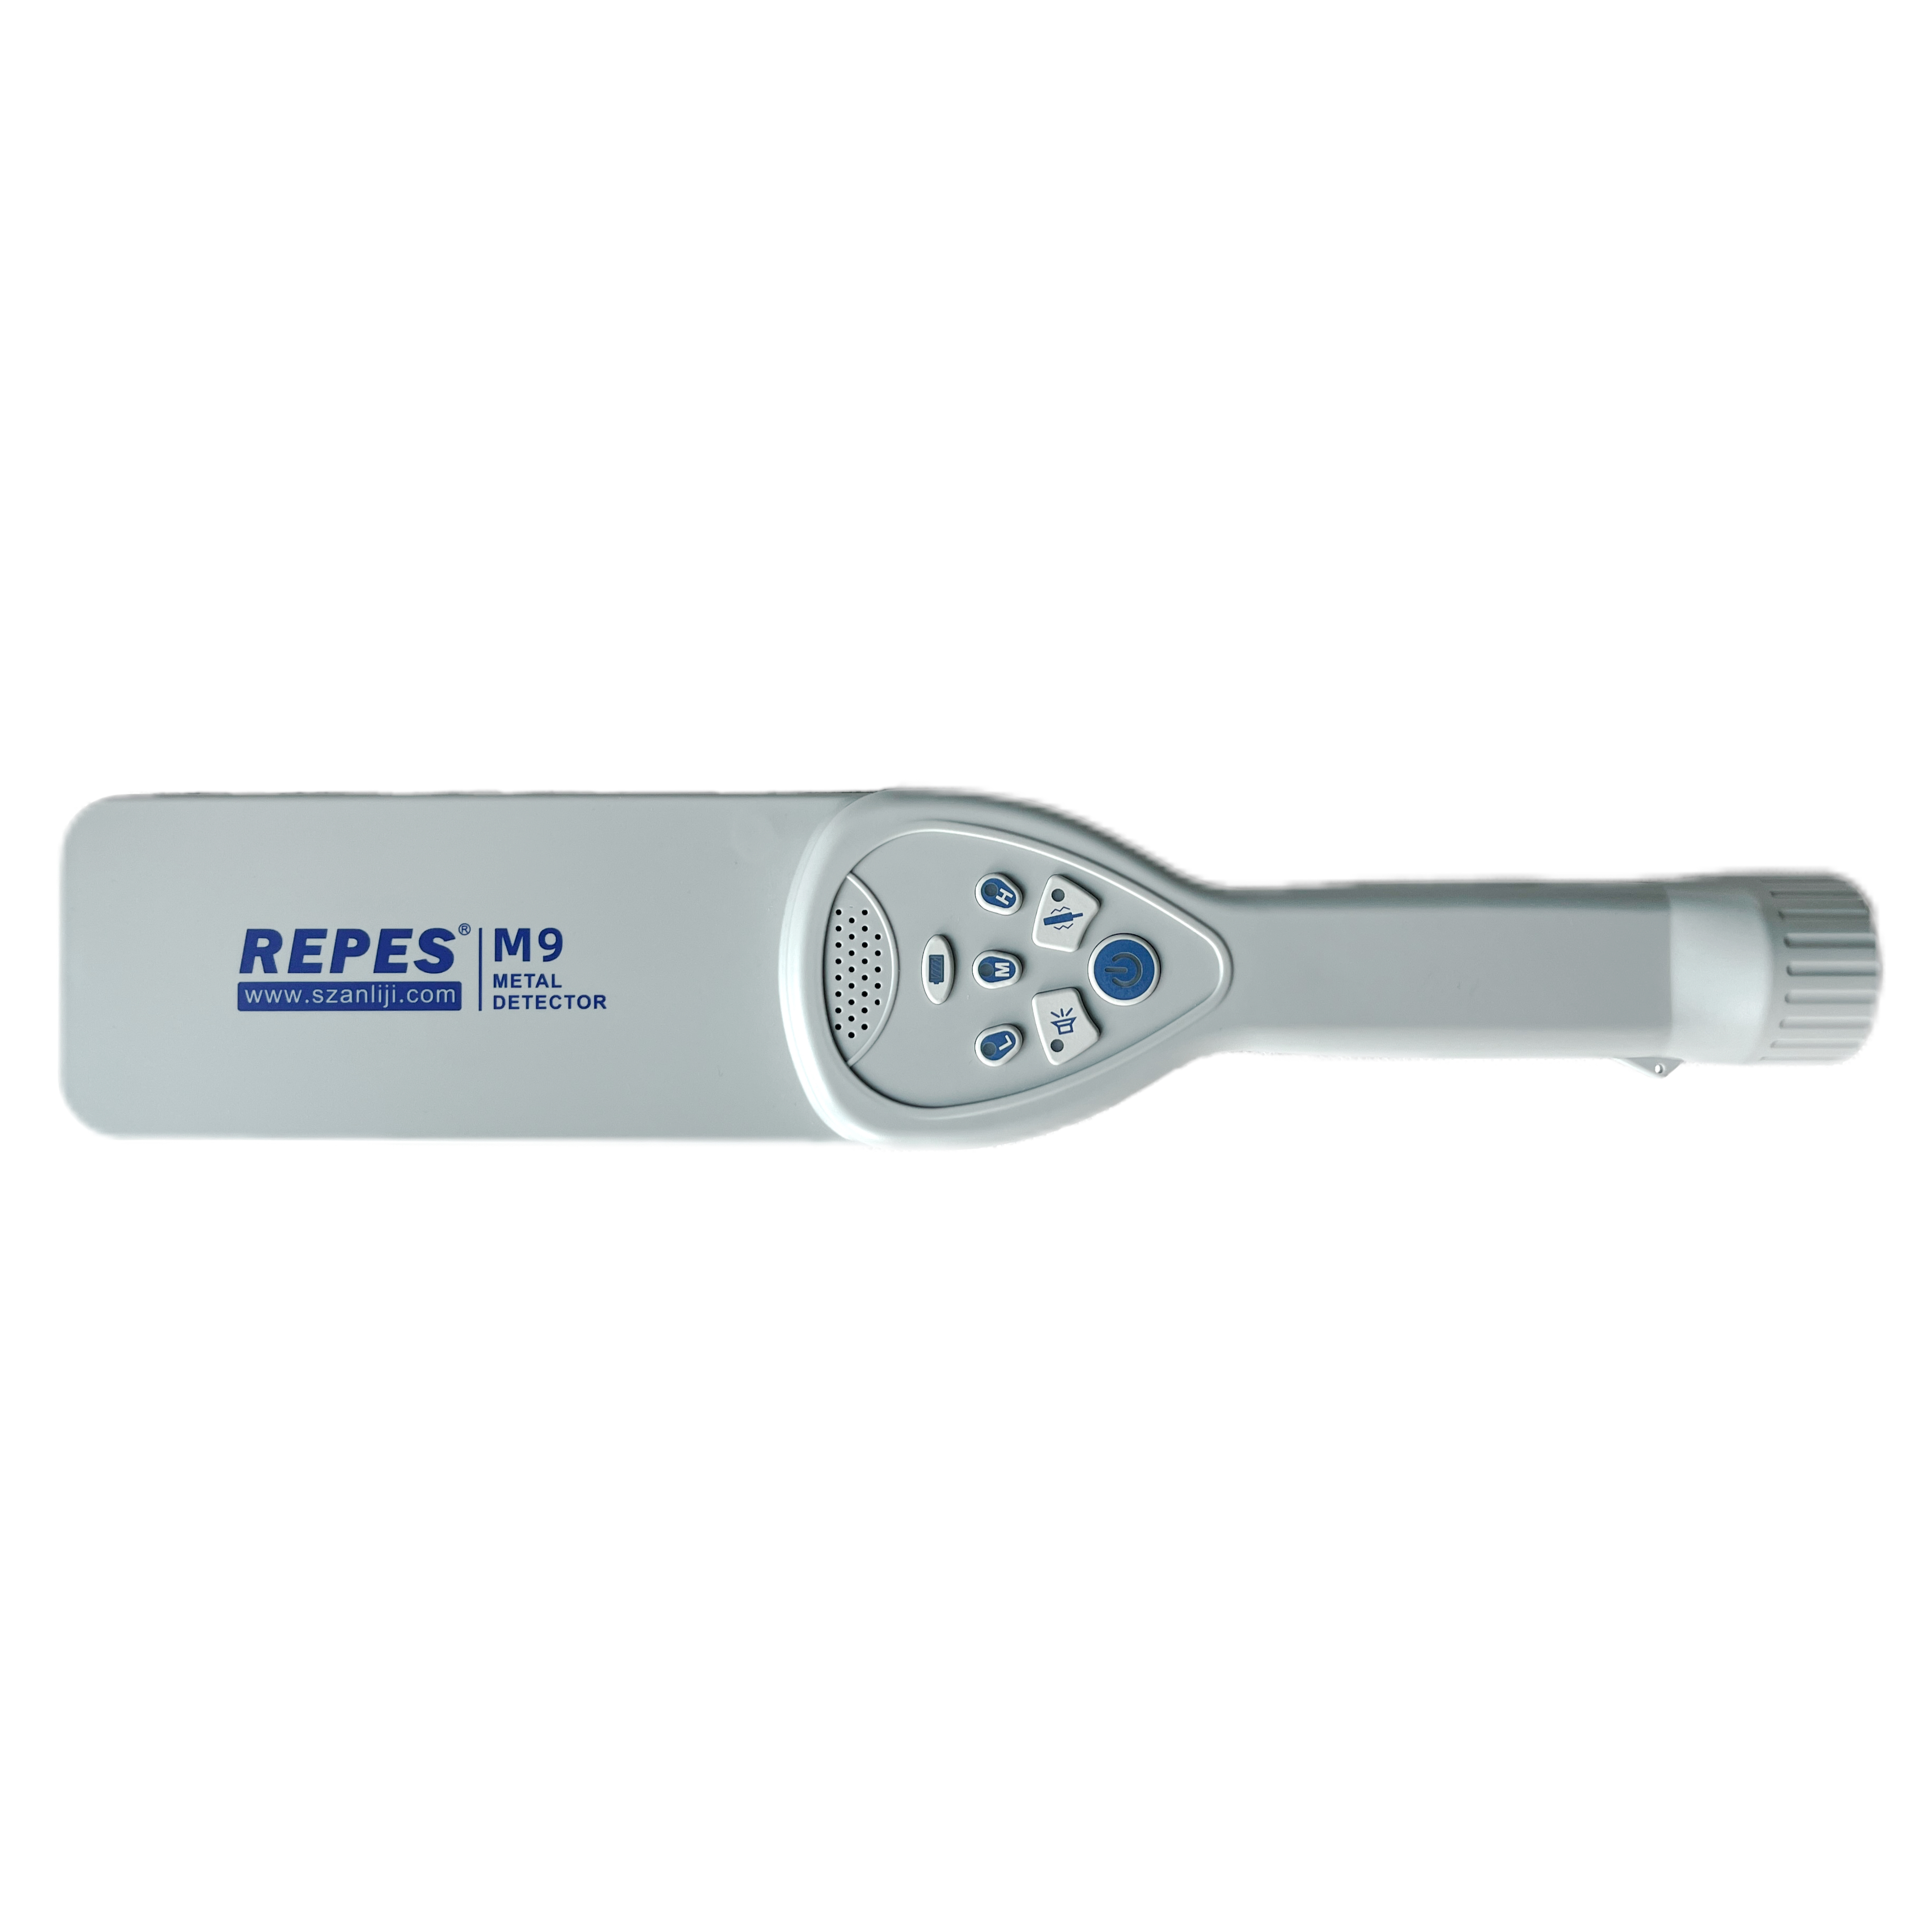 REPES®
www.szanliji.com
M9
METAL
DETECTOR
H
M
L